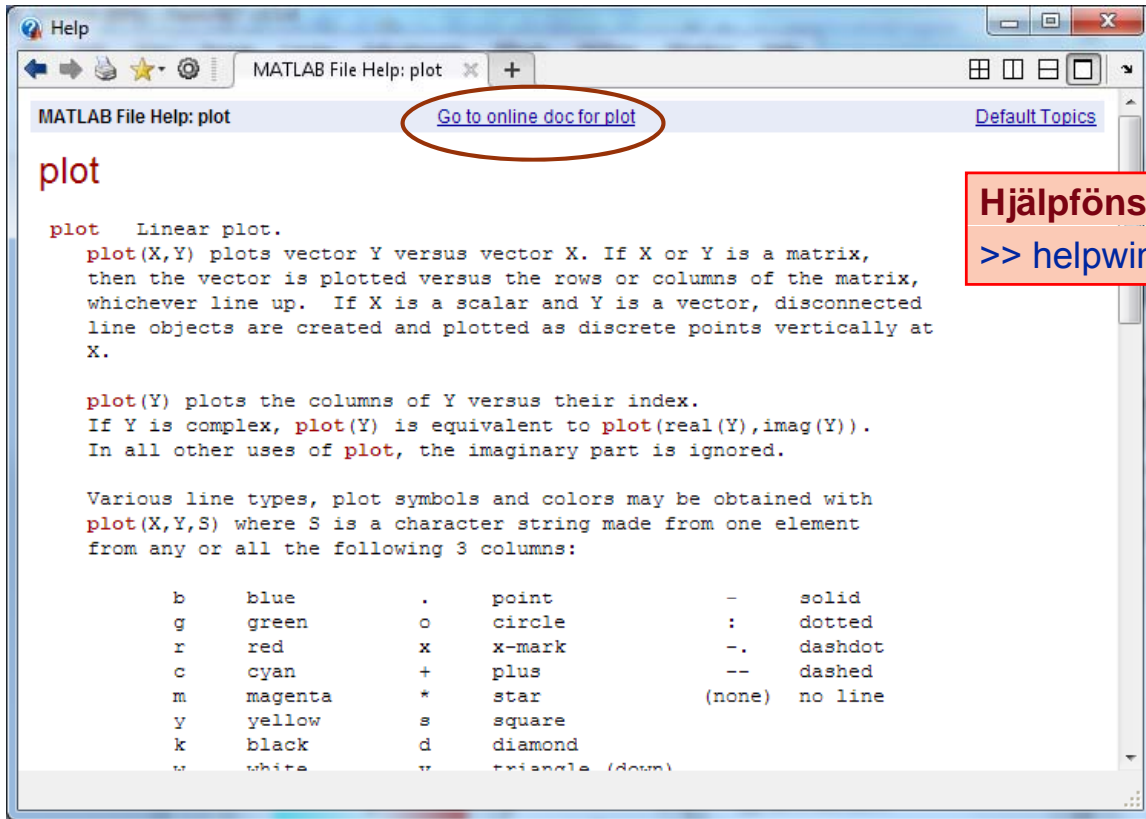 Help
MATLAB File Help: plot
MATLAB File Help: plot Go to online doc for plot Default Topics
plot
plot Linear plot.
plot(X,Y) plots vector Y versus vector X. If X or Y is a matrix,
then the vector is plotted versus the rows or columns of the matrix,
whichever line up. If X is a scalar and Y is a vector, disconnected
line objects are created and plotted as discrete points vertically at
X.
plot(Y) plots the columns of Y versus their index.
If Y is complex, plot(Y) is equivalent to plot(real(Y),imag(Y)).
In all other uses of plot, the imaginary part is ignored.
Various line types, plot symbols and colors may be obtained with
plot(X,Y,S) where S is a character string made from one element
from any or all the following 3 columns:
b blue . point - solid
g green o circle : dotted
r red x x-mark -. dashdot
c cyan + plus -- dashed
m magenta * star (none) no line
y yellow s square
k black d diamond
w white v triangle (down)
Hjälpföns
>> helpwin